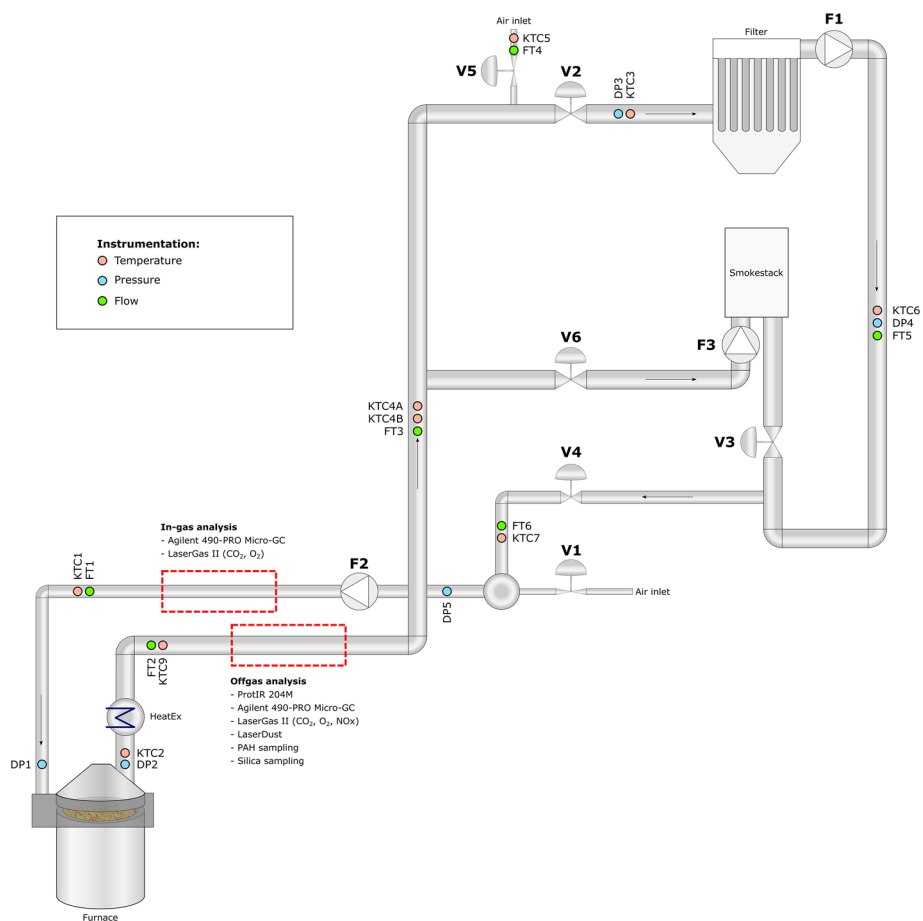 Air inlet
KTC5
FT4
V5
V2
DP3
KTC3
Filter
F1
Instrumentation:
Temperature
Pressure
Flow
Smokestack
KTC6
DP4
FT5
V6
F3
KTC4A
KTC4B
FT3
V3
V4
In-gas analysis
- Agilent 490-PRO Micro-GC
- LaserGas II (CO₂, O₂)
FT6
KTC7
KTC1
FT1
F2
V1
DP5
Air inlet
FT2
KTC9
Offgas analysis
- ProtIR 204M
- Agilent 490-PRO Micro-GC
- LaserGas II (CO₂, O₂, NOx)
- LaserDust
- PAH sampling
- Silica sampling
HeatEx
KTC2
DP1
DP2
Furnace